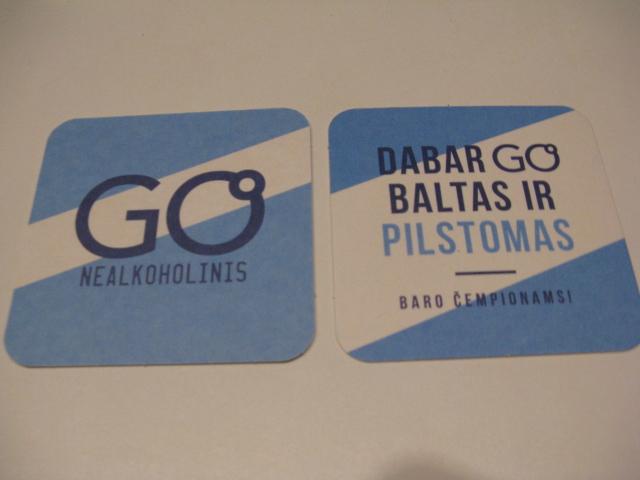 GO
NEALKOHOLINIS
DABAR GO
BALTAS IR
PILSTOMAS
BARO ČEMPIONAMS!